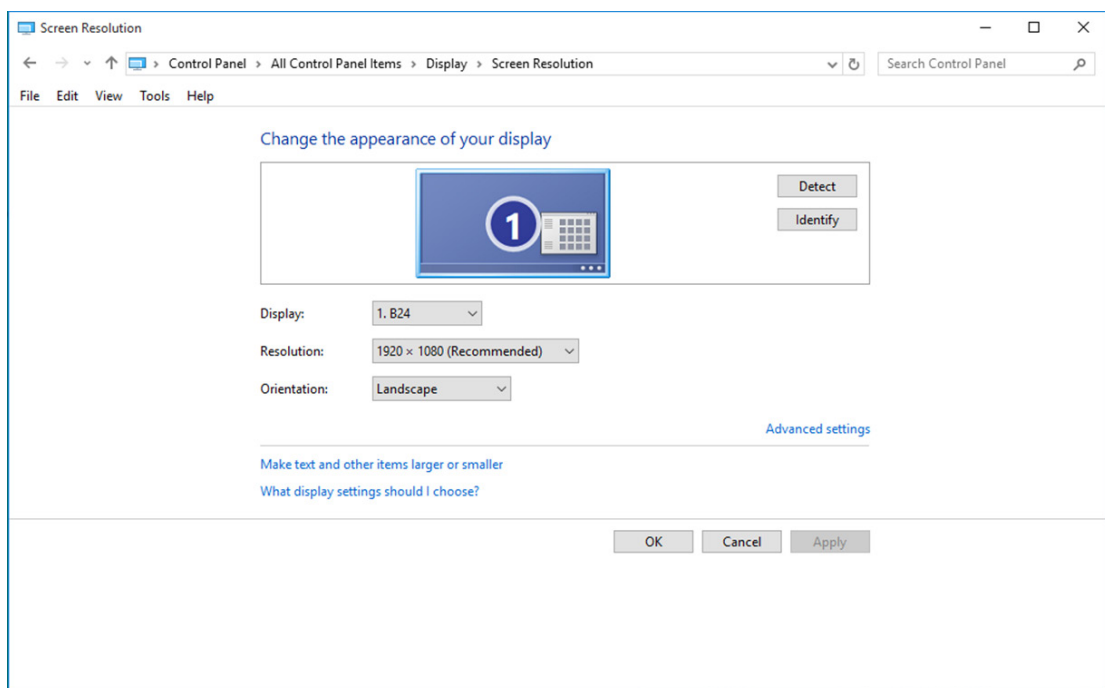 Screen Resolution
Control Panel > All Control Panel Items > Display > Screen Resolution
Search Control Panel
File Edit View Tools Help
Change the appearance of your display
1
Detect
Identify
Display: 1. B24
Resolution: 1920 × 1080 (Recommended)
Orientation: Landscape
Advanced settings
Make text and other items larger or smaller
What display settings should I choose?
OK Cancel Apply